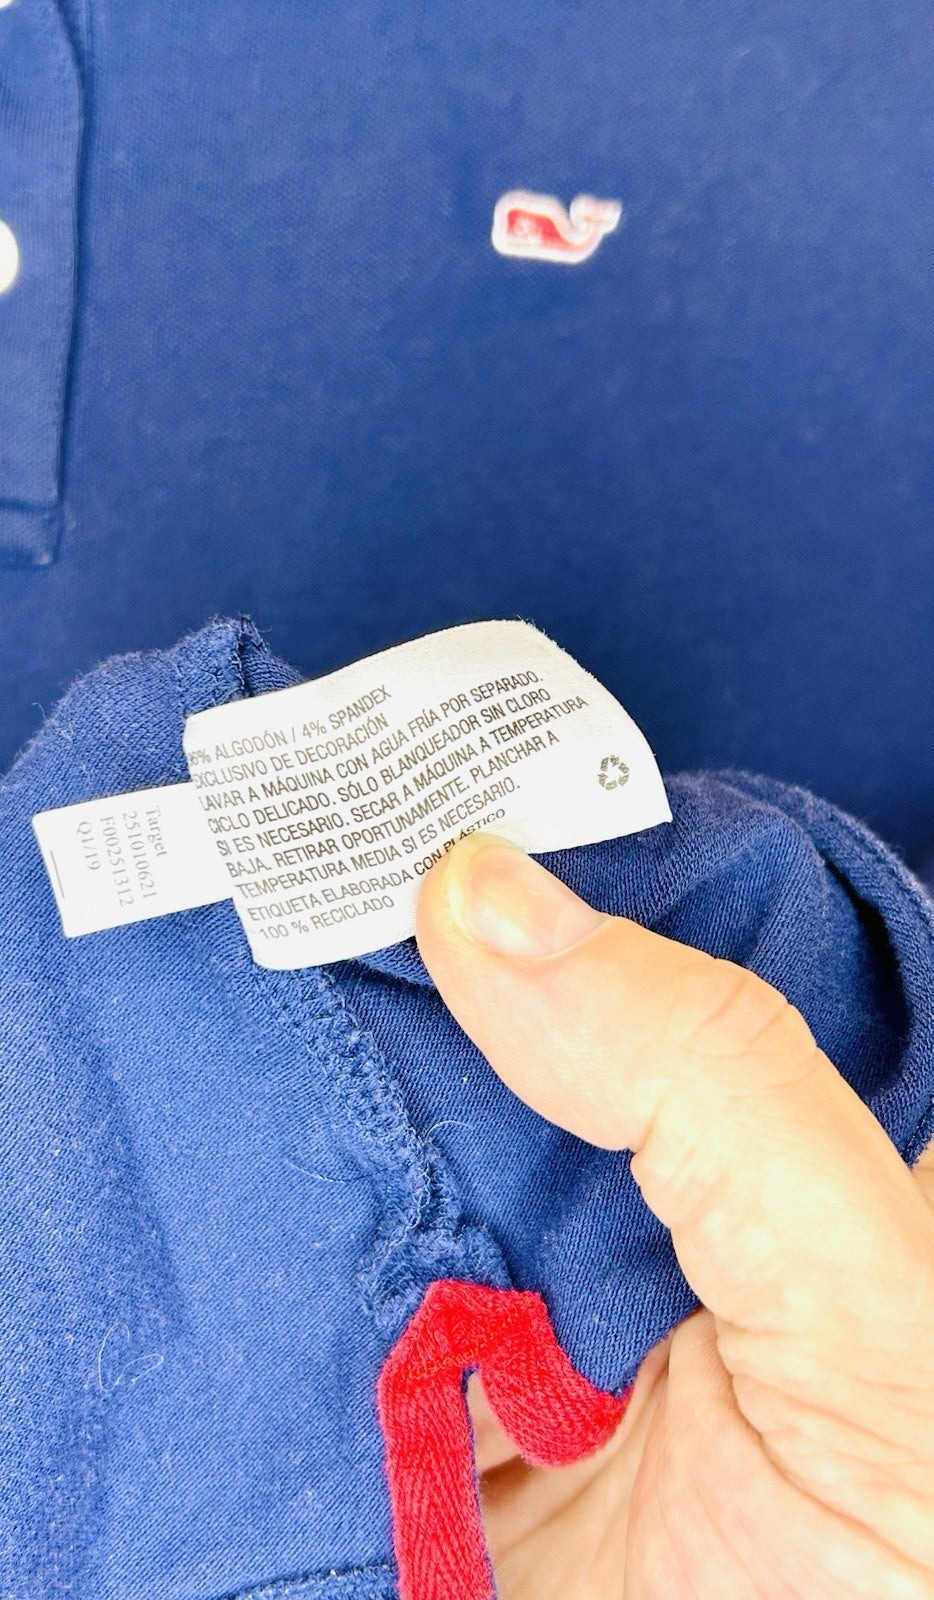 6% ALGODÓN / 4% SPANDEX
EXCLUSIVO DE DECORACIÓN
LAVAR A MÁQUINA CON AGUA FRÍA POR SEPARADO.
CICLO DELICADO. SÓLO BLANQUEADOR SIN CLORO
SI ES NECESARIO. SECAR A MÁQUINA A TEMPERATURA
BAJA. RETIRAR OPORTUNAMENTE. PLANCHAR A
TEMPERATURA MEDIA SI ES NECESARIO.
ETIQUETA ELABORADA CON PLÁSTICO
100 % RECICLADO
Target
251010621
F00251312
Q1/19